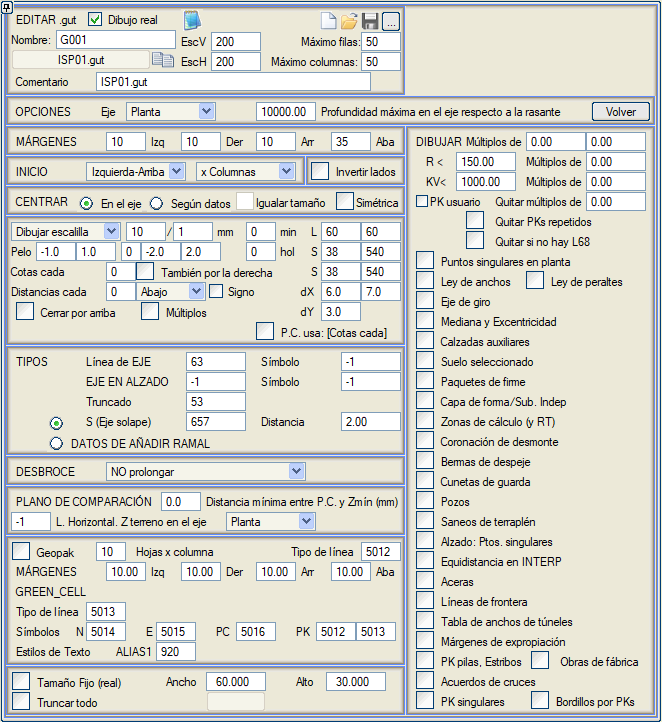 EDITAR .gut Dibujo real
Nombre: G001 EscV 200 Máximo filas: 50
ISP01.gut EscH 200 Máximo columnas: 50
Comentario ISP01.gut
OPCIONES Eje Planta 10000.00 Profundidad máxima en el eje respecto a la rasante Volver
MÁRGENES 10 Izq 10 Der 10 Arr 35 Aba
INICIO Izquierda-Arriba x Columnas Invertir lados
CENTRAR En el eje Según datos Igualar tamaño Simétrica
Dibujar escalilla 10 / 1 mm 0 min L 60 60
Pelo -1.0 1.0 0 -2.0 2.0 0 hol S 38 540
Cotas cada 0 También por la derecha S 38 540
Distancias cada 0 Abajo Signo dX 6.0 7.0
Cerrar por arriba Múltiplos dY 3.0
P.C. usa: [Cotas cada]
TIPOS Línea de EJE 63 Símbolo -1
EJE EN ALZADO -1 Símbolo -1
Truncado 53
S (Eje solape) 657 Distancia 2.00
DATOS DE AÑADIR RAMAL
DESBROCE NO prolongar
PLANO DE COMPARACIÓN 0.0 Distancia mínima entre P.C. y Zmín (mm)
-1 L. Horizontal. Z terreno en el eje Planta
Geopak 10 Hojas x columna Tipo de línea 5012
MÁRGENES 10.00 Izq 10.00 Der 10.00 Arr 10.00 Aba
GREEN_CELL
Tipo de línea 5013
Símbolos N 5014 E 5015 PC 5016 PK 5012 5013
Estilos de Texto ALIAS1 920
Tamaño Fijo (real) Ancho 60.000 Alto 30.000
Truncar todo
DIBUJAR Múltiplos de 0.00 0.00
R < 150.00 Múltiplos de 0.00
KV< 1000.00 Múltiplos de 0.00
PK usuario Quitar múltiplos de 0.00
Quitar PKs repetidos
Quitar si no hay L68
Puntos singulares en planta
Ley de anchos Ley de peraltes
Eje de giro
Mediana y Excentricidad
Calzadas auxiliares
Suelo seleccionado
Paquetes de firme
Capa de forma/Sub. Indep
Zonas de cálculo (y RT)
Coronación de desmonte
Bermas de despeje
Cunetas de guarda
Pozos
Saneos de terraplén
Alzado: Ptos. singulares
Equidistancia en INTERP
Aceras
Líneas de frontera
Tabla de anchos de túneles
Márgenes de expropiación
PK pilas, Estribos Obras de fábrica
Acuerdos de cruces
PK singulares Bordillos por PKs